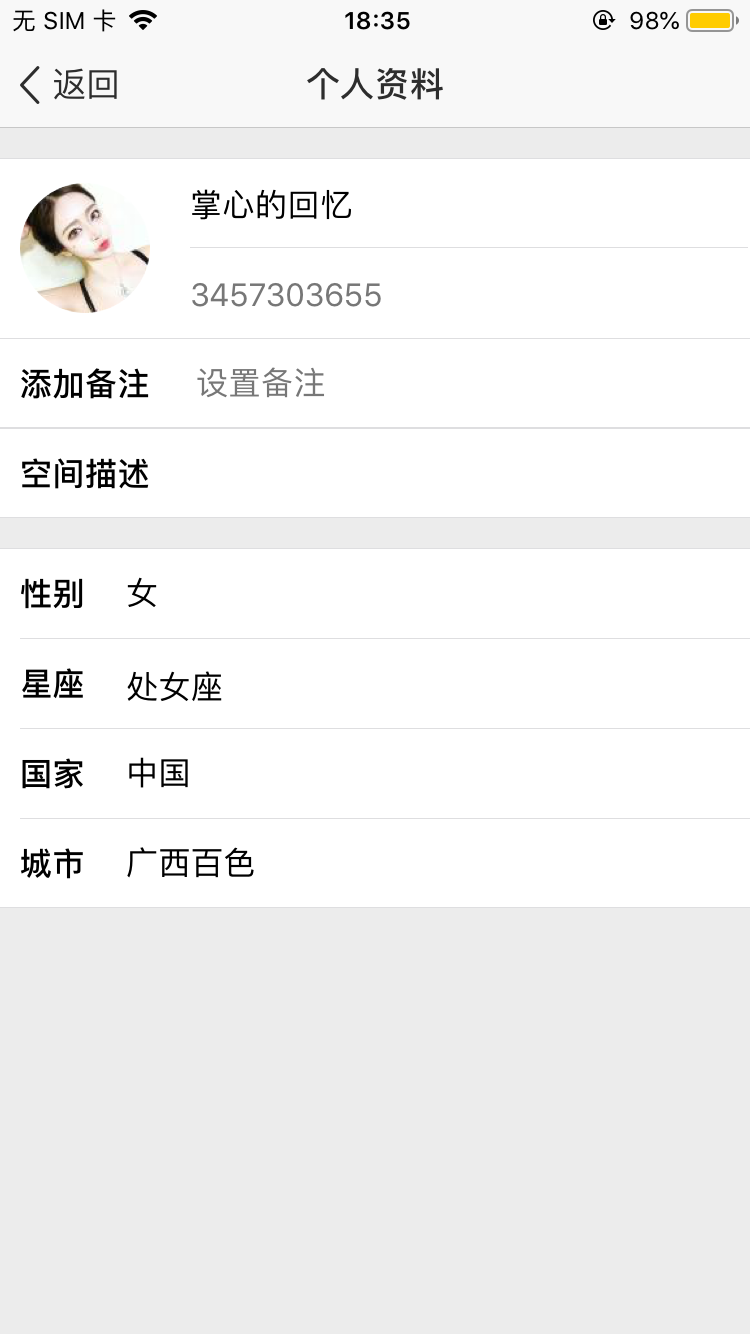 无 SIM 卡 18:35 98%
返回 个人资料
掌心的回忆
3457303655
添加备注 设置备注
空间描述
性别 女
星座 处女座
国家 中国
城市 广西百色